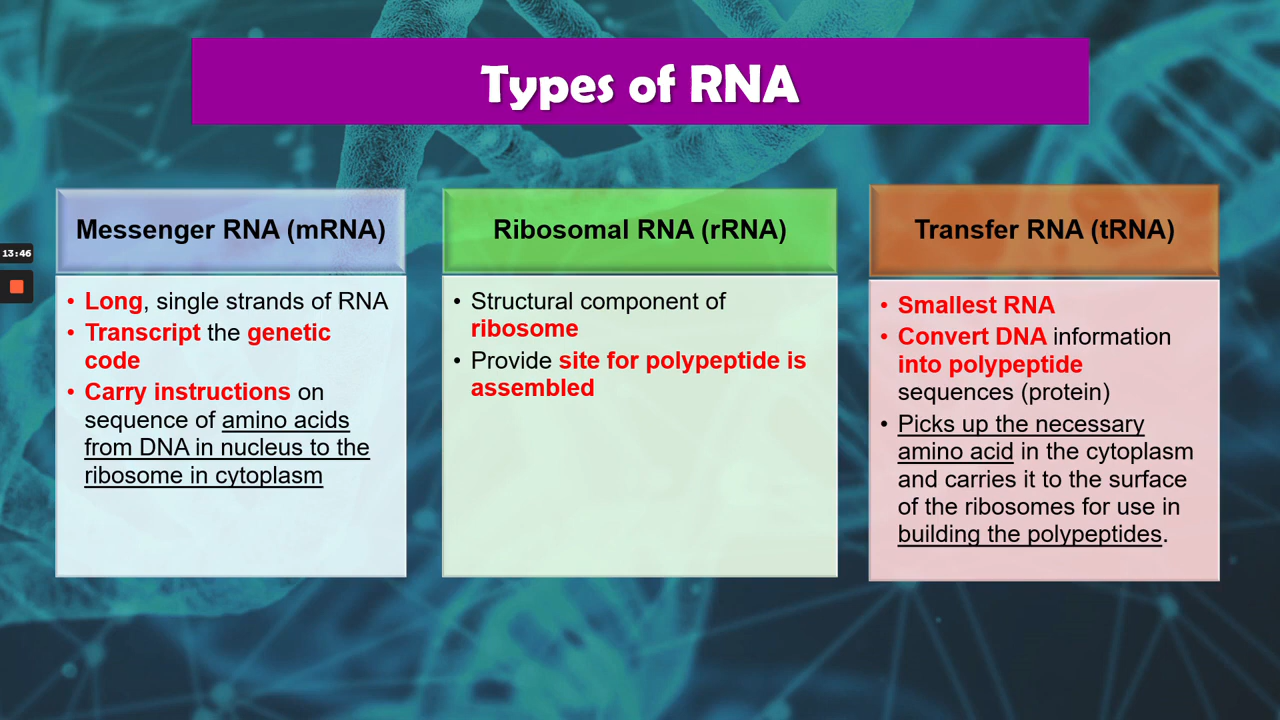 Types of RNA
13:46
Messenger RNA (mRNA)
• Long, single strands of RNA
• Transcript the genetic
code
• Carry instructions on
sequence of amino acids
from DNA in nucleus to the
ribosome in cytoplasm
Ribosomal RNA (rRNA)
• Structural component of
ribosome
• Provide site for polypeptide is
assembled
Transfer RNA (tRNA)
• Smallest RNA
• Convert DNA information
into polypeptide
sequences (protein)
• Picks up the necessary
amino acid in the cytoplasm
and carries it to the surface
of the ribosomes for use in
building the polypeptides.